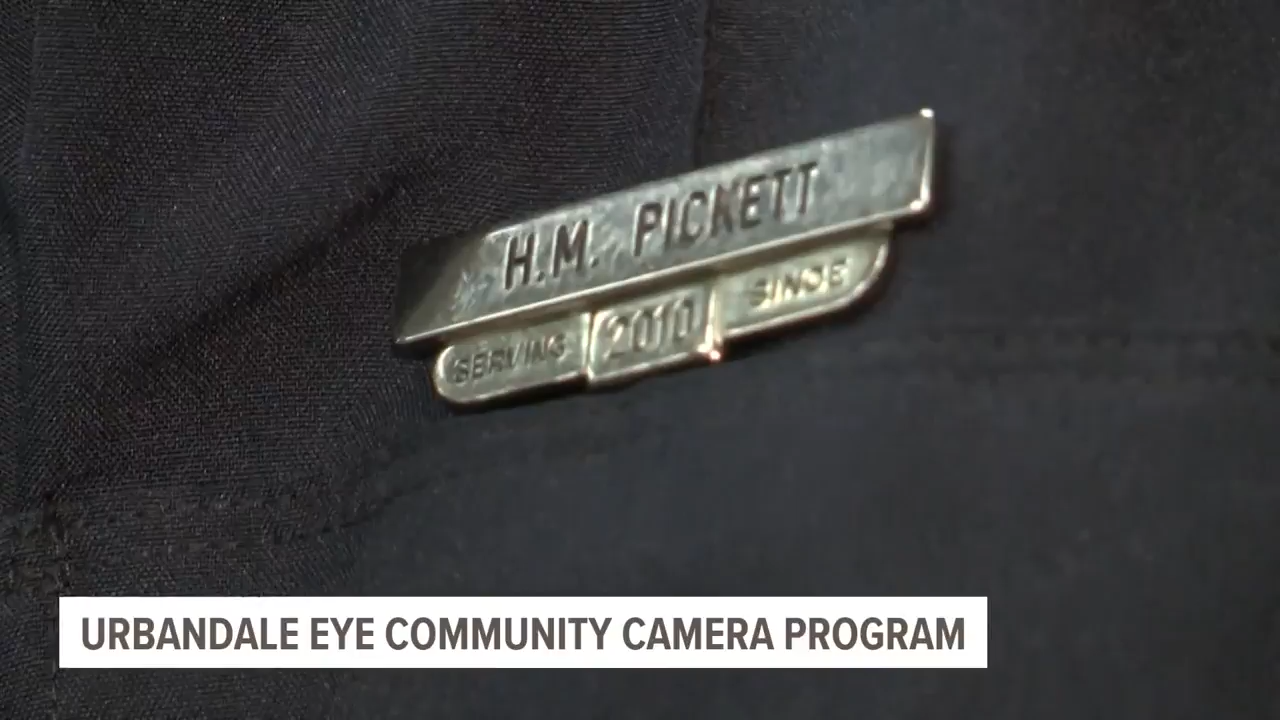 H.M. PICKETT
SERVING 2010 SINCE
URBANDALE EYE COMMUNITY CAMERA PROGRAM